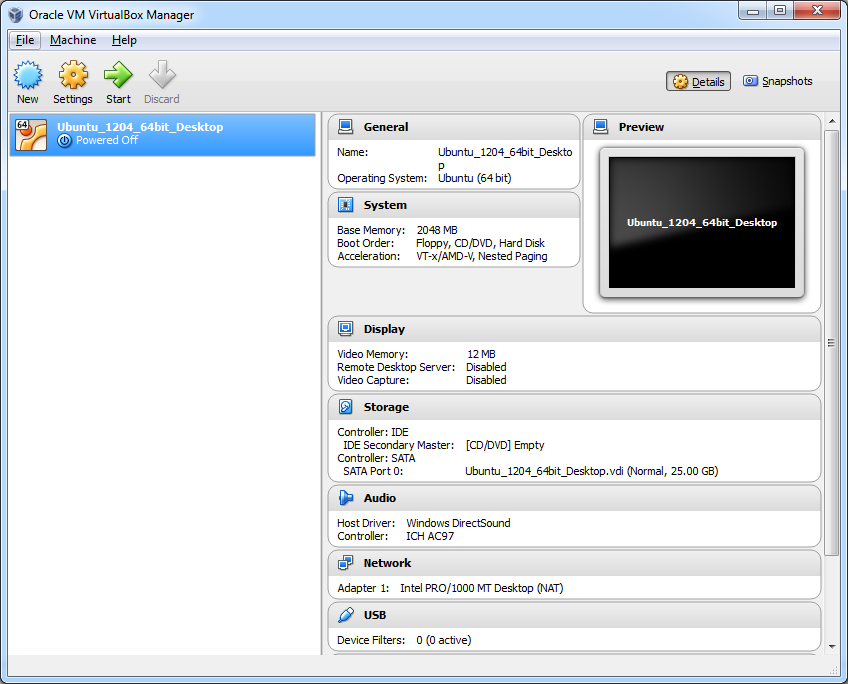 Oracle VM VirtualBox Manager
File Machine Help
New Settings Start Discard
Details Snapshots
64
Ubuntu_1204_64bit_Desktop
Powered Off
General
Name: Ubuntu_1204_64bit_Deskto
p
Operating System: Ubuntu (64 bit)
System
Base Memory: 2048 MB
Boot Order: Floppy, CD/DVD, Hard Disk
Acceleration: VT-x/AMD-V, Nested Paging
Preview
Ubuntu_1204_64bit_Desktop
Display
Video Memory: 12 MB
Remote Desktop Server: Disabled
Video Capture: Disabled
Storage
Controller: IDE
IDE Secondary Master: [CD/DVD] Empty
Controller: SATA
SATA Port 0: Ubuntu_1204_64bit_Desktop.vdi (Normal, 25.00 GB)
Audio
Host Driver: Windows DirectSound
Controller: ICH AC97
Network
Adapter 1: Intel PRO/1000 MT Desktop (NAT)
USB
Device Filters: 0 (0 active)